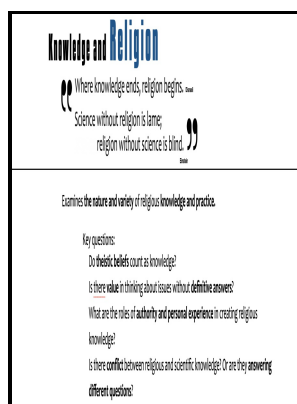 Knowledge and Religion
“ Where knowledge ends, religion begins.
Science without religion is lame;
religion without science is blind. ”
Examines the nature and variety of religious knowledge and practice.
Key questions:
Do theistic beliefs count as knowledge?
Is there value in thinking about issues without definitive answers?
What are the roles of authority and personal experience in creating religious
knowledge?
Is there conflict between religious and scientific knowledge? Or are they answering
different questions?